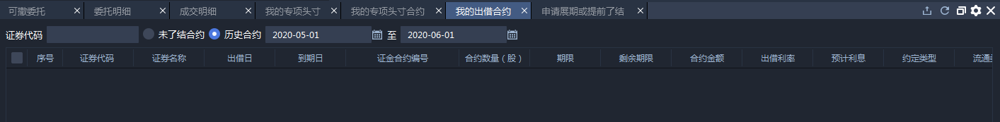 可撤委托 委托明细 成交明细 我的专项头寸 我的专项头寸合约 我的出借合约 申请展期或提前了结
证券代码 未了结合约 历史合约 2020-05-01 至 2020-06-01
序号 证券代码 证券名称 出借日 到期日 证金合约编号 合约数量（股） 期限 剩余期限 合约金额 出借利率 预计利息 约定类型 流通